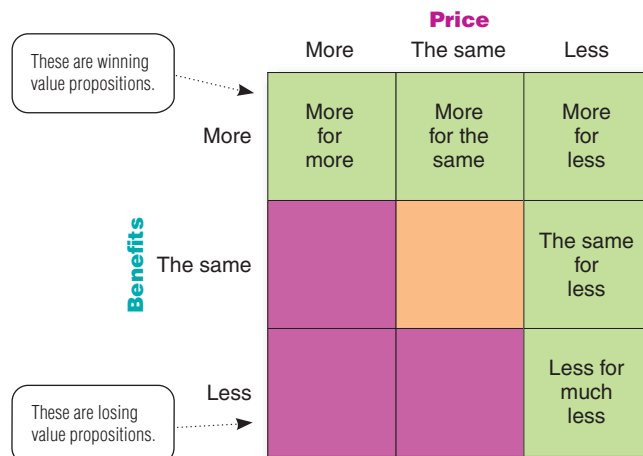 Price
More
The same
Less
These are winning
value propositions.
More
More
for
more
More
for the
same
More
for
less
Benefits
The same
The same
for
less
Less
Less for
much
less
These are losing
value propositions.